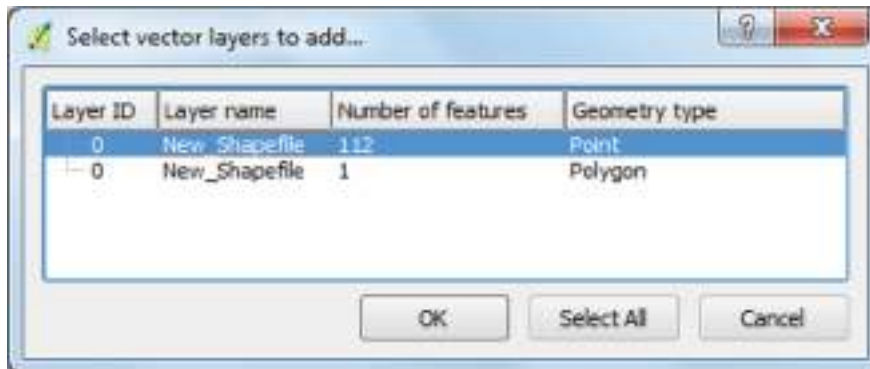 Select vector layers to add...
Layer ID Layer name Number of features Geometry type
0 New_Shapefile 112 Point
0 New_Shapefile 1 Polygon
OK Select All Cancel